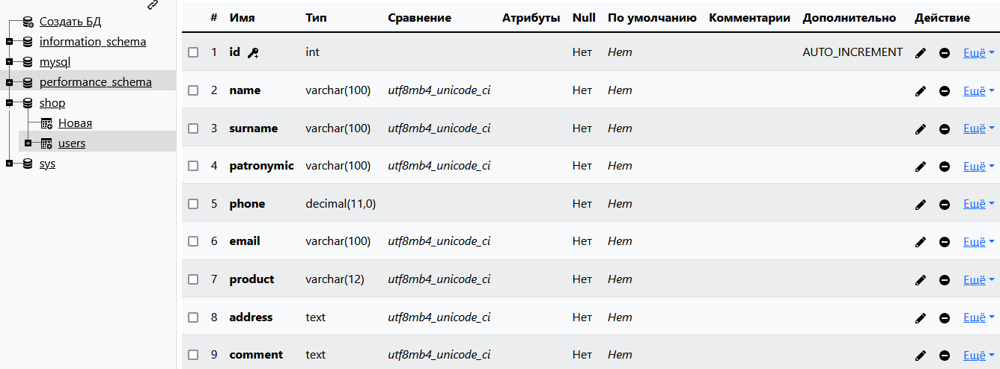 Создать БД
information_schema
mysql
performance_schema
shop
Новая
users
sys
# Имя Тип Сравнение Атрибуты Null По умолчанию Комментарии Дополнительно Действие
1 id int Нет Нет AUTO_INCREMENT Ещё
2 name varchar(100) utf8mb4_unicode_ci Нет Нет Ещё
3 surname varchar(100) utf8mb4_unicode_ci Нет Нет Ещё
4 patronymic varchar(100) utf8mb4_unicode_ci Нет Нет Ещё
5 phone decimal(11,0) Нет Нет Ещё
6 email varchar(100) utf8mb4_unicode_ci Нет Нет Ещё
7 product varchar(12) utf8mb4_unicode_ci Нет Нет Ещё
8 address text utf8mb4_unicode_ci Нет Нет Ещё
9 comment text utf8mb4_unicode_ci Нет Нет Ещё